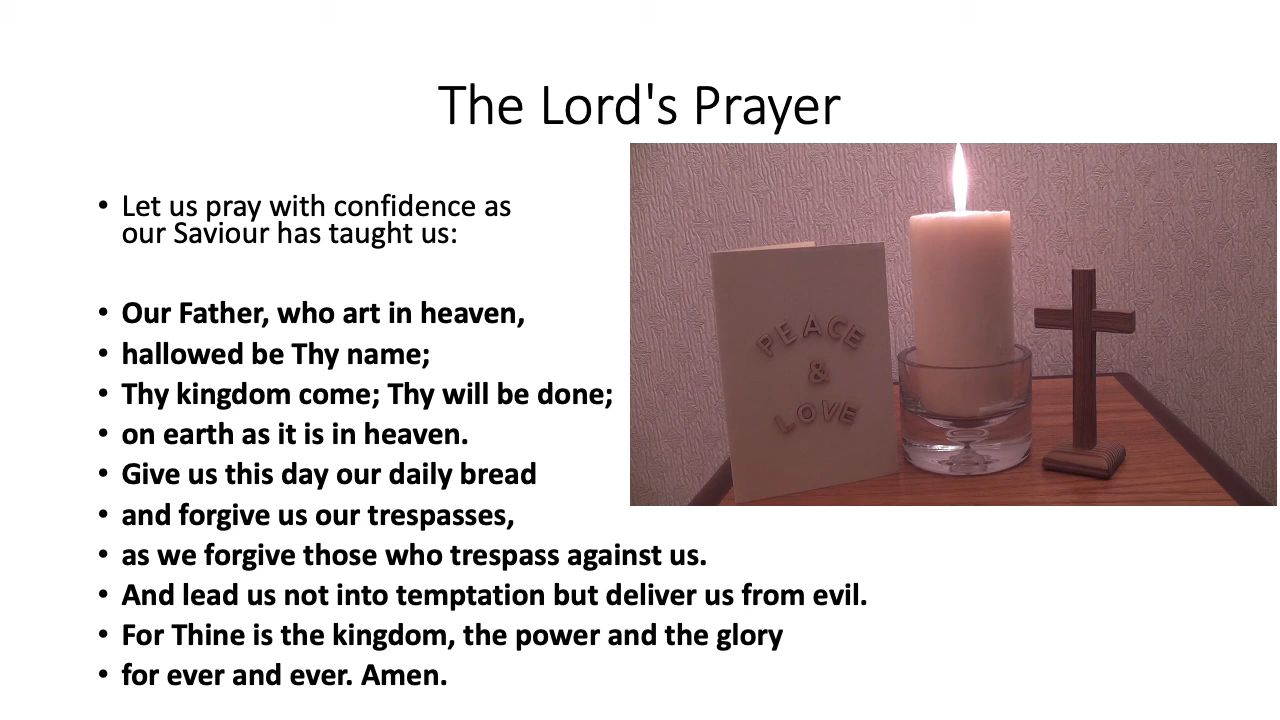 The Lord's Prayer
• Let us pray with confidence as
our Saviour has taught us:
• Our Father, who art in heaven,
• hallowed be Thy name;
• Thy kingdom come; Thy will be done;
• on earth as it is in heaven.
• Give us this day our daily bread
• and forgive us our trespasses,
• as we forgive those who trespass against us.
• And lead us not into temptation but deliver us from evil.
• For Thine is the kingdom, the power and the glory
• for ever and ever. Amen.
PEACE
&
LOVE